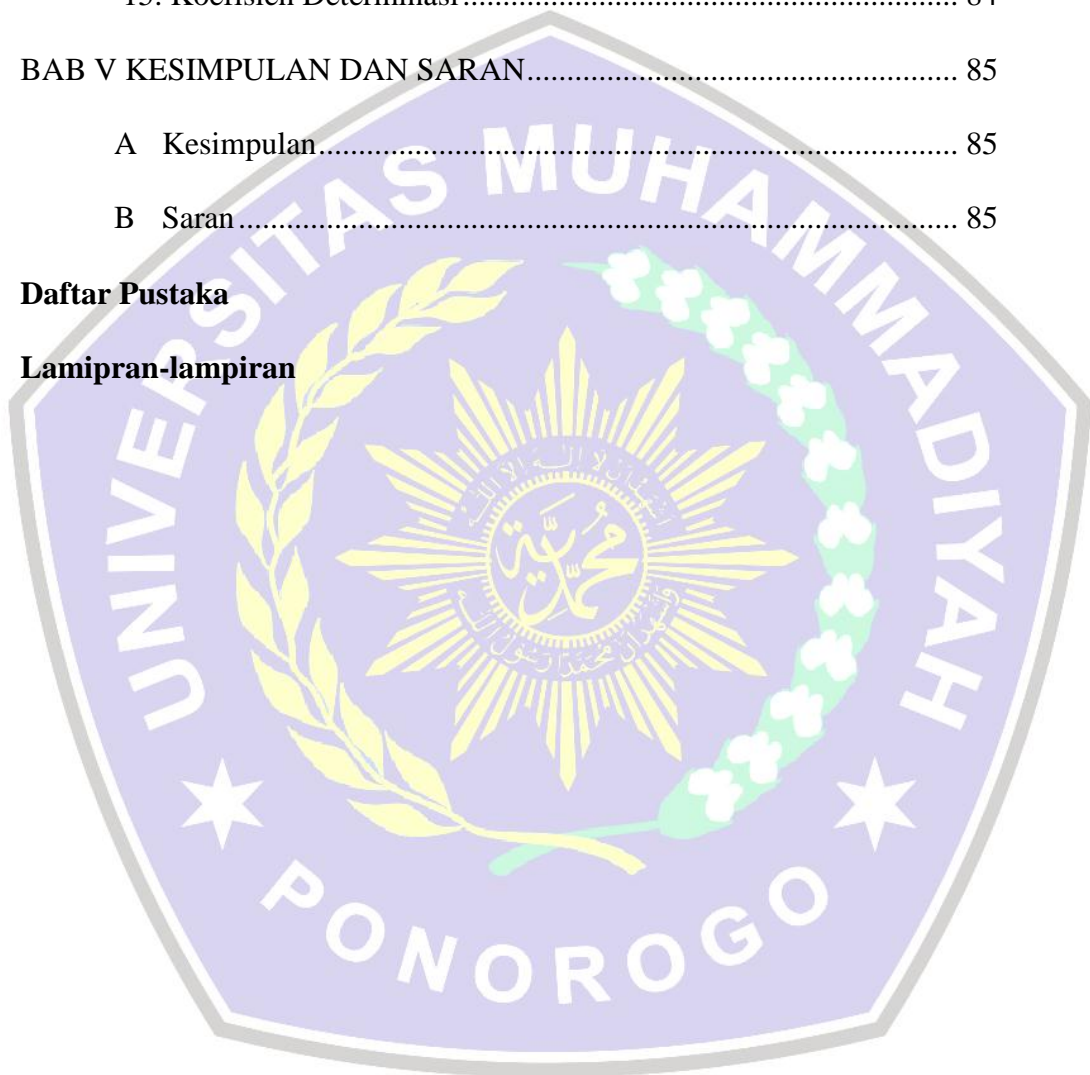 15. Koefisien Determinasi.............................................................. 84
BAB V KESIMPULAN DAN SARAN...................................................... 85
A Kesimpulan................................................................................ 85
B Saran.......................................................................................... 85
Daftar Pustaka
Lamipran-lampiran
UNIVERSITAS MUHAMMADIYAH
محمدية
PONOROGO